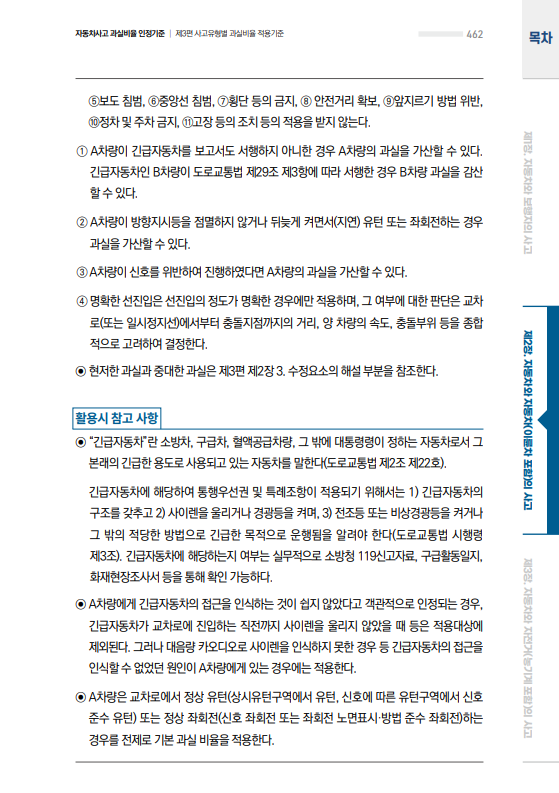 자동차사고 과실비율 인정기준 | 제3편 사고유형별 과실비율 적용기준
462
목차
⑤보도 침범, ⑥중앙선 침범, ⑦횡단 등의 금지, ⑧ 안전거리 확보, ⑨앞지르기 방법 위반,
⑩정차 및 주차 금지, ⑪고장 등의 조치 등의 적용을 받지 않는다.
① A차량이 긴급자동차를 보고서도 서행하지 아니한 경우 A차량의 과실을 가산할 수 있다.
긴급자동차인 B차량이 도로교통법 제29조 제3항에 따라 서행한 경우 B차량 과실을 감산
할 수 있다.
② A차량이 방향지시등을 점멸하지 않거나 뒤늦게 켜면서(지연) 유턴 또는 좌회전하는 경우
과실을 가산할 수 있다.
③ A차량이 신호를 위반하여 진행하였다면 A차량의 과실을 가산할 수 있다.
④ 명확한 선진입은 선진입의 정도가 명확한 경우에만 적용하며, 그 여부에 대한 판단은 교차
로(또는 일시정지선)에서부터 충돌지점까지의 거리, 양 차량의 속도, 충돌부위 등을 종합
적으로 고려하여 결정한다.
◉ 현저한 과실과 중대한 과실은 제3편 제2장 3. 수정요소의 해설 부분을 참조한다.
활용시 참고 사항
◉ “긴급자동차”란 소방차, 구급차, 혈액공급차량, 그 밖에 대통령령이 정하는 자동차로서 그
본래의 긴급한 용도로 사용되고 있는 자동차를 말한다(도로교통법 제2조 제22호).
긴급자동차에 해당하여 통행우선권 및 특례조항이 적용되기 위해서는 1) 긴급자동차의
구조를 갖추고 2) 사이렌을 울리거나 경광등을 켜며, 3) 전조등 또는 비상경광등을 켜거나
그 밖의 적당한 방법으로 긴급한 목적으로 운행됨을 알려야 한다(도로교통법 시행령
제3조). 긴급자동차에 해당하는지 여부는 실무적으로 소방청 119신고자료, 구급활동일지,
화재현장조사서 등을 통해 확인 가능하다.
◉ A차량에게 긴급자동차의 접근을 인식하는 것이 쉽지 않았다고 객관적으로 인정되는 경우,
긴급자동차가 교차로에 진입하는 직전까지 사이렌을 울리지 않았을 때 등은 적용대상에
제외된다. 그러나 대음량 카오디오로 사이렌을 인식하지 못한 경우 등 긴급자동차의 접근을
인식할 수 없었던 원인이 A차량에게 있는 경우에는 적용한다.
◉ A차량은 교차로에서 정상 유턴(상시유턴구역에서 유턴, 신호에 따른 유턴구역에서 신호
준수 유턴) 또는 정상 좌회전(신호 좌회전 또는 좌회전 노면표시·방법 준수 좌회전)하는
경우를 전제로 기본 과실 비율을 적용한다.
제1장. 자동차와 보행자의 사고
제2장. 자동차와 자동차(이륜차 포함)의 사고
제3장. 자동차와 자전거(농기계 포함)의 사고